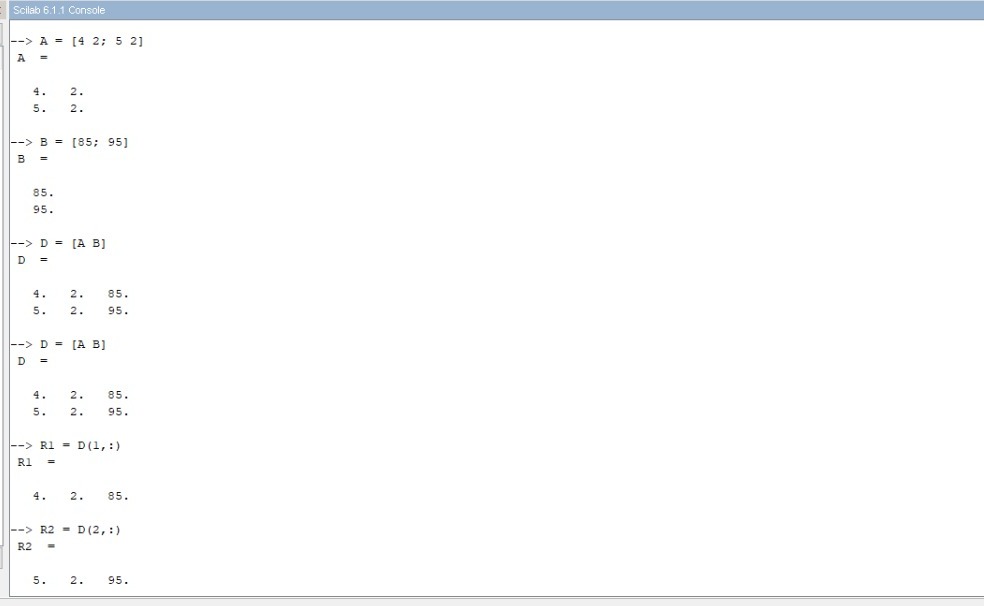 Scilab 6.1.1 Console
--> A = [4 2; 5 2]
A =
4. 2.
5. 2.
--> B = [85; 95]
B =
85.
95.
--> D = [A B]
D =
4. 2. 85.
5. 2. 95.
--> D = [A B]
D =
4. 2. 85.
5. 2. 95.
--> R1 = D(1,:)
R1 =
4. 2. 85.
--> R2 = D(2,:)
R2 =
5. 2. 95.